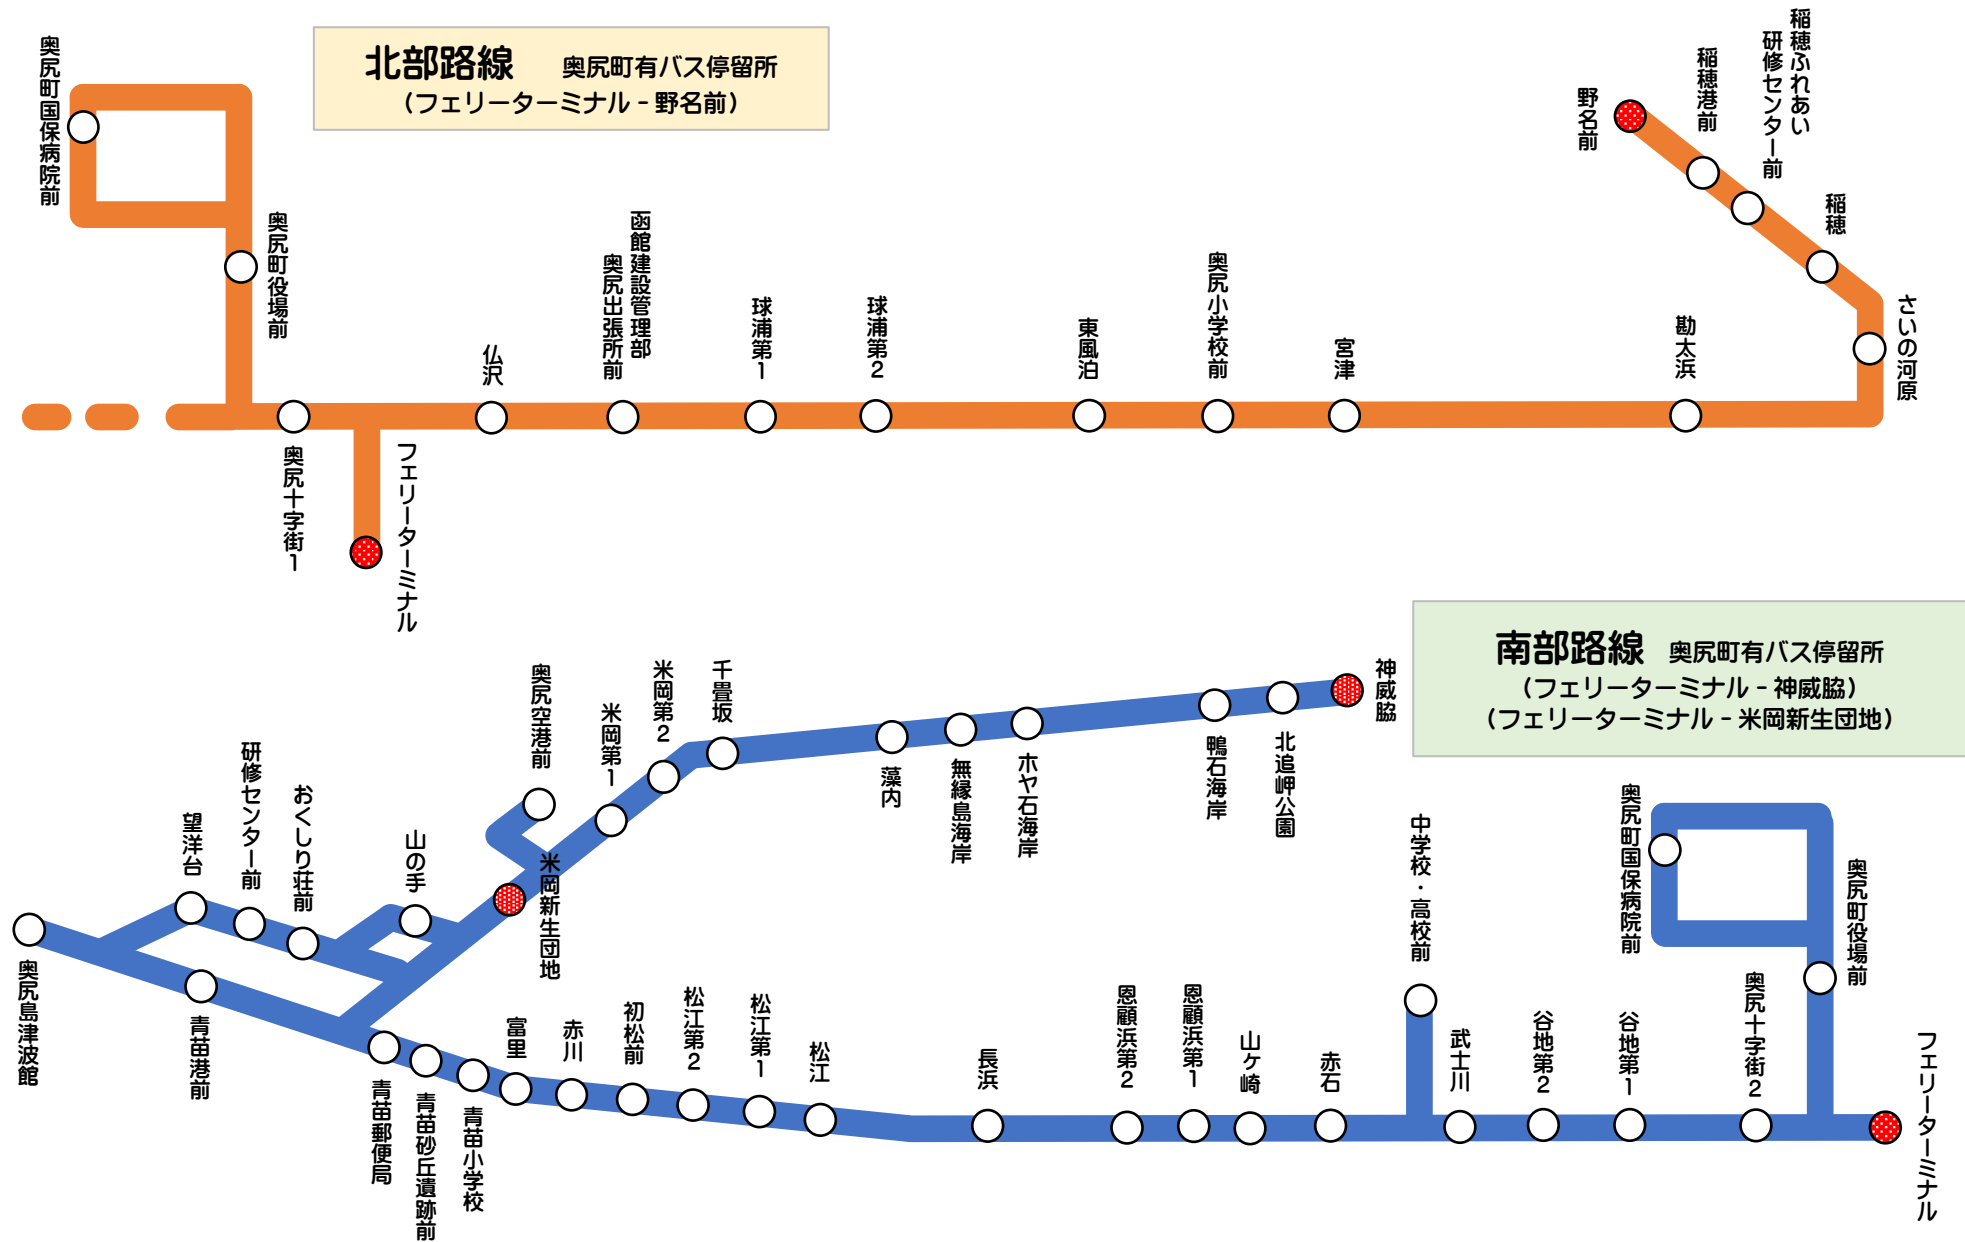 北部路線 奥尻町有バス停留所
（フェリーターミナル - 野名前）
奥尻町国保病院前
奥尻町役場前
奥尻十字街1
フェリーターミナル
仏沢
函館建設管理部
奥尻出張所前
球浦第1
球浦第2
東風泊
奥尻小学校前
宮津
勘太浜
さいの河原
稲穂
稲穂ふれあい
研修センター前
稲穂港前
野名前
南部路線 奥尻町有バス停留所
（フェリーターミナル - 神威脇）
（フェリーターミナル - 米岡新生団地）
神威脇
北追岬公園
鴨石海岸
ホヤ石海岸
無縁島海岸
藻内
千畳坂
米岡第2
米岡第1
奥尻空港前
米岡新生団地
山の手
おくしり荘前
研修センター前
望洋台
奥尻島津波館
青苗港前
青苗郵便局
青苗砂丘遺跡前
青苗小学校
富里
赤川
初松前
松江第2
松江第1
松江
長浜
恩顧浜第2
恩顧浜第1
山ヶ崎
赤石
中学校・高校前
武士川
谷地第2
谷地第1
奥尻十字街2
奥尻町国保病院前
奥尻町役場前
フェリーターミナル